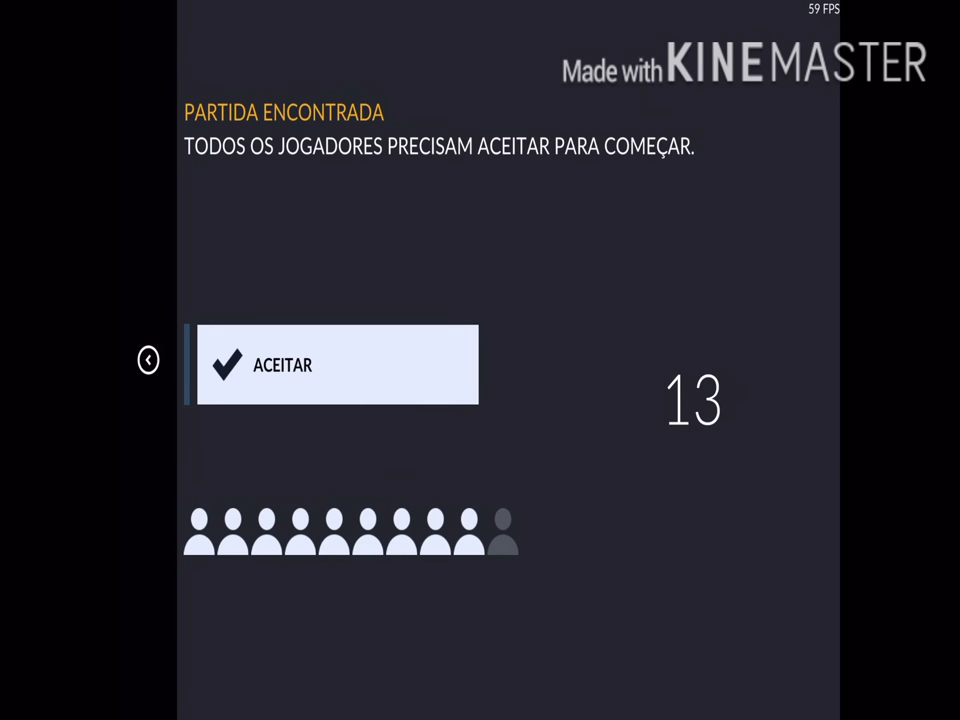 59 FPS
Made with KINEMASTER
PARTIDA ENCONTRADA
TODOS OS JOGADORES PRECISAM ACEITAR PARA COMEÇAR.
ACEITAR
13